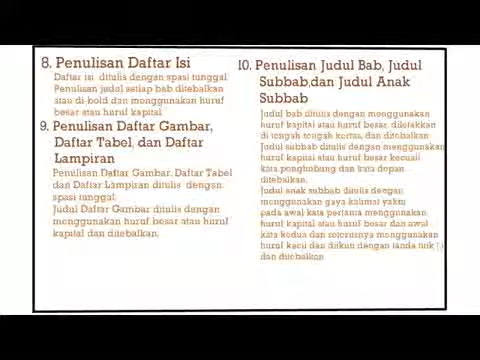 8. Penulisan Daftar Isi
Daftar isi ditulis dengan spasi tunggal.
Penulisan judul setiap bab ditebalkan
atau di-bold dan menggunakan huruf
besar atau huruf kapital.
9. Penulisan Daftar Gambar,
Daftar Tabel, dan Daftar
Lampiran
Penulisan Daftar Gambar, Daftar Tabel
dan Daftar Lampiran ditulis dengan
spasi tunggal.
Judul Daftar Gambar ditulis dengan
menggunakan huruf besar atau huruf
kapital dan ditebalkan.
10. Penulisan Judul Bab, Judul
Subbab,dan Judul Anak
Subbab
Judul bab ditulis dengan menggunakan
huruf kapital atau huruf besar, diletakkan
di tengah-tengah kertas, dan ditebalkan.
Judul subbab ditulis dengan menggunakan
huruf kapital atau huruf besar kecuali
kata penghubung dan kata depan
ditebalkan.
Judul anak subbab ditulis dengan
menggunakan gaya kalimat yaitu
pada awal kata pertama menggunakan
huruf kapital atau huruf besar dan awal
kata kedua dan seterusnya menggunakan
huruf kecil dan diikuti dengan tanda titik (.)
dan ditebalkan